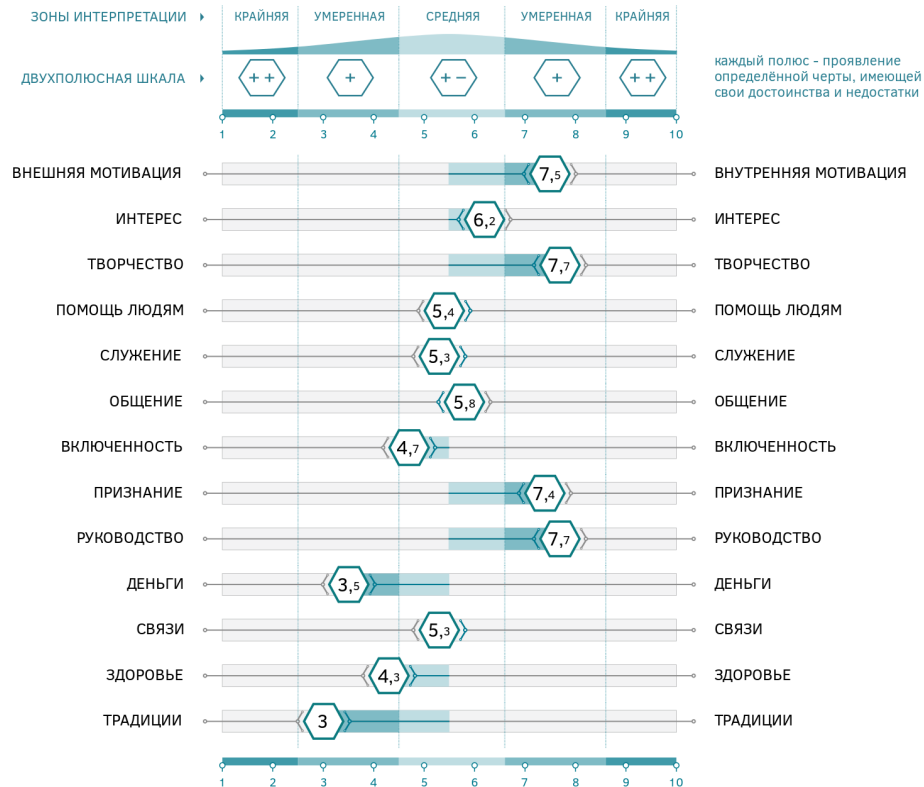 ЗОНЫ ИНТЕРПРЕТАЦИИ КРАЙНЯЯ УМЕРЕННАЯ СРЕДНЯЯ УМЕРЕННАЯ КРАЙНЯЯ
ДВУХПОЛЮСНАЯ ШКАЛА ++ + +− + ++
каждый полюс - проявление
определённой черты, имеющей
свои достоинства и недостатки
1 2 3 4 5 6 7 8 9 10
ВНЕШНЯЯ МОТИВАЦИЯ 7,5 ВНУТРЕННЯЯ МОТИВАЦИЯ
ИНТЕРЕС 6,2 ИНТЕРЕС
ТВОРЧЕСТВО 7,7 ТВОРЧЕСТВО
ПОМОЩЬ ЛЮДЯМ 5,4 ПОМОЩЬ ЛЮДЯМ
СЛУЖЕНИЕ 5,3 СЛУЖЕНИЕ
ОБЩЕНИЕ 5,8 ОБЩЕНИЕ
ВКЛЮЧЕННОСТЬ 4,7 ВКЛЮЧЕННОСТЬ
ПРИЗНАНИЕ 7,4 ПРИЗНАНИЕ
РУКОВОДСТВО 7,7 РУКОВОДСТВО
ДЕНЬГИ 3,5 ДЕНЬГИ
СВЯЗИ 5,3 СВЯЗИ
ЗДОРОВЬЕ 4,3 ЗДОРОВЬЕ
ТРАДИЦИИ 3 ТРАДИЦИИ
1 2 3 4 5 6 7 8 9 10